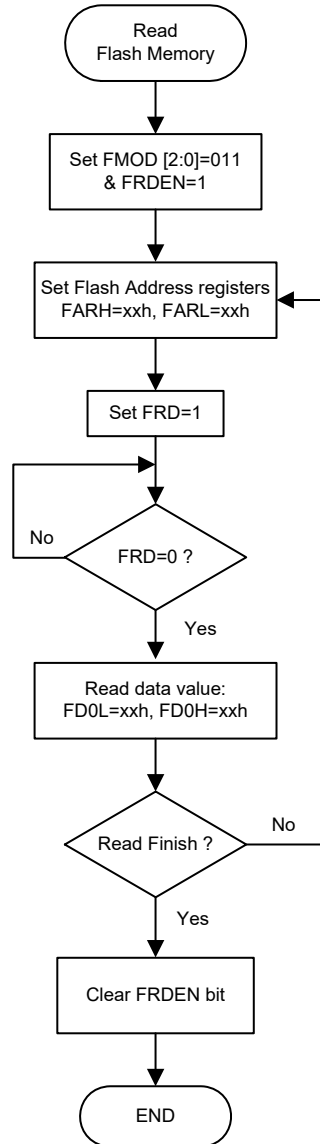 Read
Flash Memory
Set FMOD [2:0]=011
& FRDEN=1
Set Flash Address registers
FARH=xxh, FARL=xxh
Set FRD=1
No
FRD=0 ?
Yes
Read data value:
FD0L=xxh, FD0H=xxh
Read Finish ?
No
Yes
Clear FRDEN bit
END